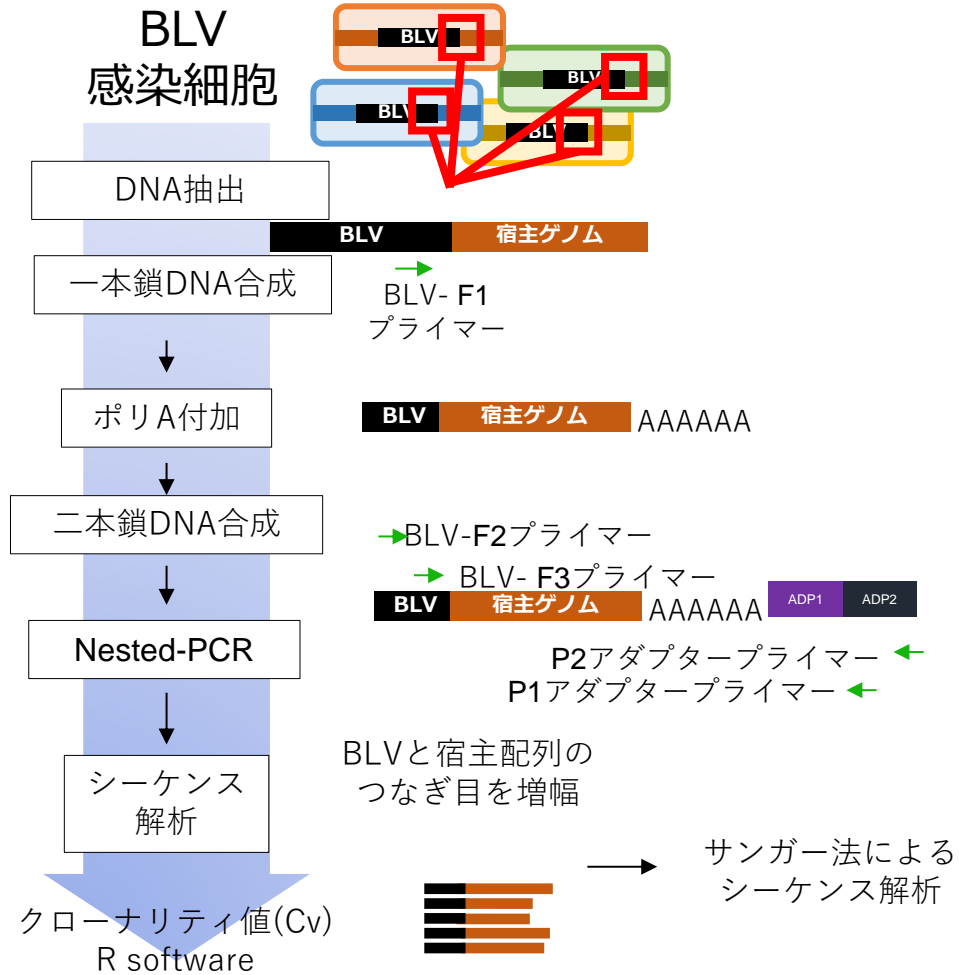 BLV
感染細胞
BLV
BLV
BLV
BLV
DNA抽出
BLV 宿主ゲノム
一本鎖DNA合成
BLV- F1
プライマー
ポリA付加
BLV 宿主ゲノム AAAAAA
二本鎖DNA合成
BLV-F2プライマー
BLV- F3プライマー
BLV 宿主ゲノム AAAAAA ADP1 ADP2
Nested-PCR
P2アダプタープライマー
P1アダプタープライマー
BLVと宿主配列の
つなぎ目を増幅
シーケンス
解析
サンガー法による
シーケンス解析
クローナリティ値(Cv)
R software